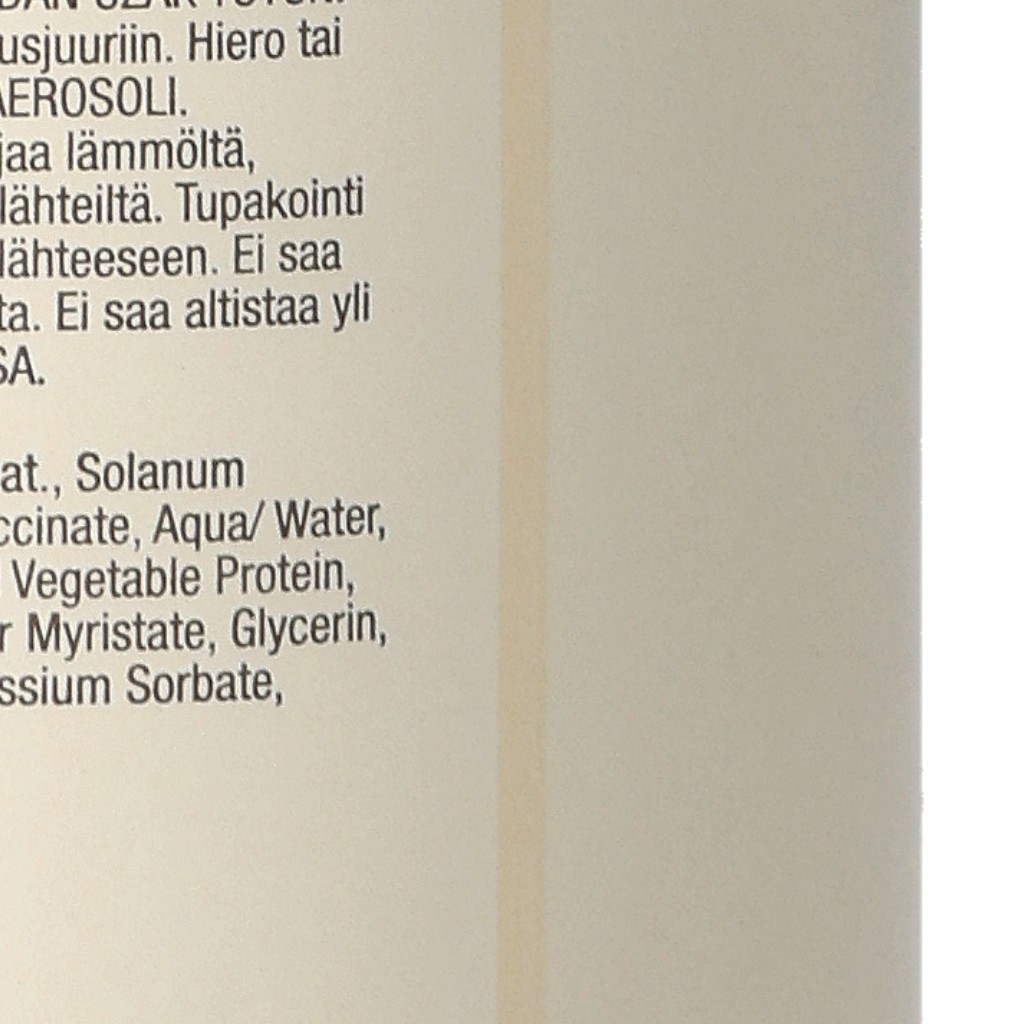 usjuuriin. Hiero tai
AEROSOLI.
jaa lämmöltä,
lähteiltä. Tupakointi
lähteeseen. Ei saa
ta. Ei saa altistaa yli
SA.
at., Solanum
ccinate, Aqua/ Water,
Vegetable Protein,
r Myristate, Glycerin,
ssium Sorbate,